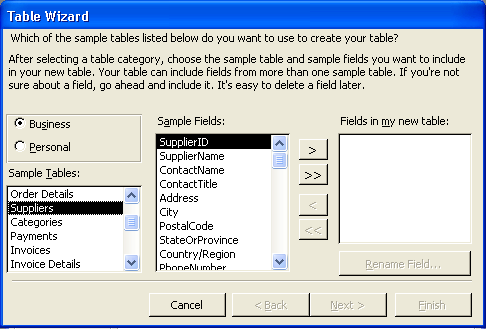 Table Wizard
Which of the sample tables listed below do you want to use to create your table?
After selecting a table category, choose the sample table and sample fields you want to include
in your new table. Your table can include fields from more than one sample table. If you're not
sure about a field, go ahead and include it. It's easy to delete a field later.
Business
Personal
Sample Tables:
Order Details
Suppliers
Categories
Payments
Invoices
Invoice Details
Sample Fields:
SupplierID
SupplierName
ContactName
ContactTitle
Address
City
PostalCode
StateOrProvince
Country/Region
PhoneNumber
>
>>
<
<<
Fields in my new table:
Rename Field...
Cancel
< Back
Next >
Finish